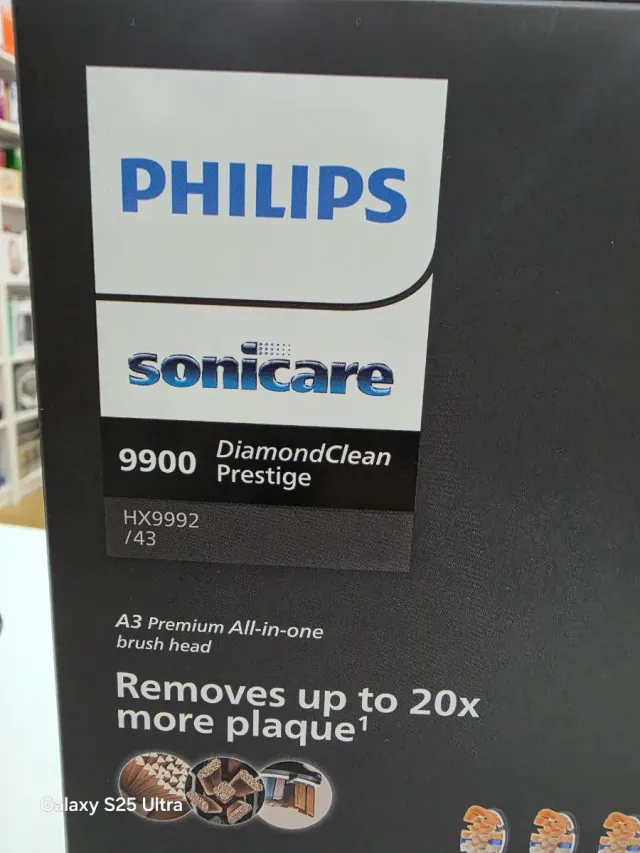 PHILIPS
sonicare
9900 DiamondClean
Prestige
HX9992
/43
A3 Premium All-in-one
brush head
Removes up to 20x
more plaque¹
Galaxy S25 Ultra